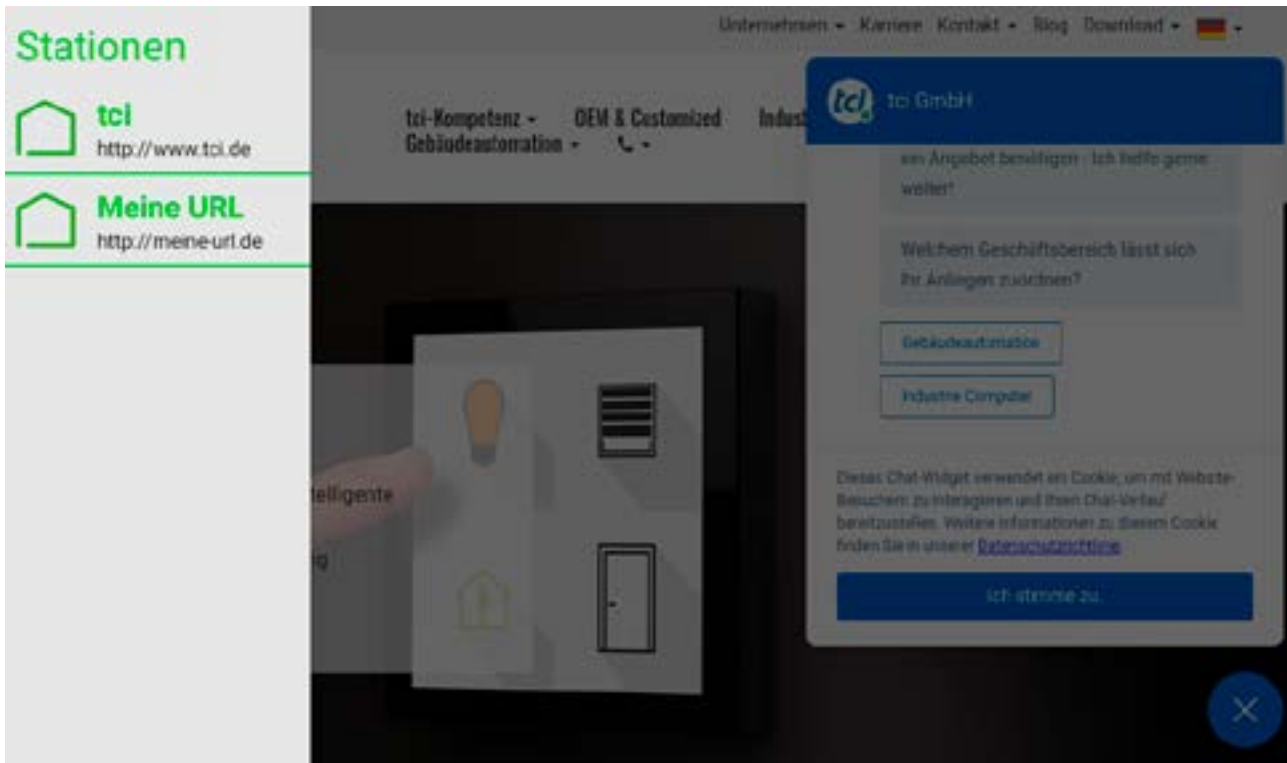 Stationen
tci
http://www.tci.de
Meine URL
http://meine-url.de
Unternehmen Karriere Kontakt Blog Download
tci-Kompetenz OEM & Customized Indust
Gebäudeautomation
telligente
g
tci tci GmbH
ein Angebot benötigen - Ich helfe gerne
weiter!
Welchem Geschäftsbereich lässt sich
Ihr Anliegen zuordnen?
Gebäudeautomation
Industrie Computer
Dieses Chat-Widget verwendet ein Cookie, um mit Website-
Besuchern zu interagieren und Ihren Chat-Verlauf
bereitzustellen. Weitere Informationen zu diesem Cookie
finden Sie in unserer Datenschutzrichtlinie
Ich stimme zu.